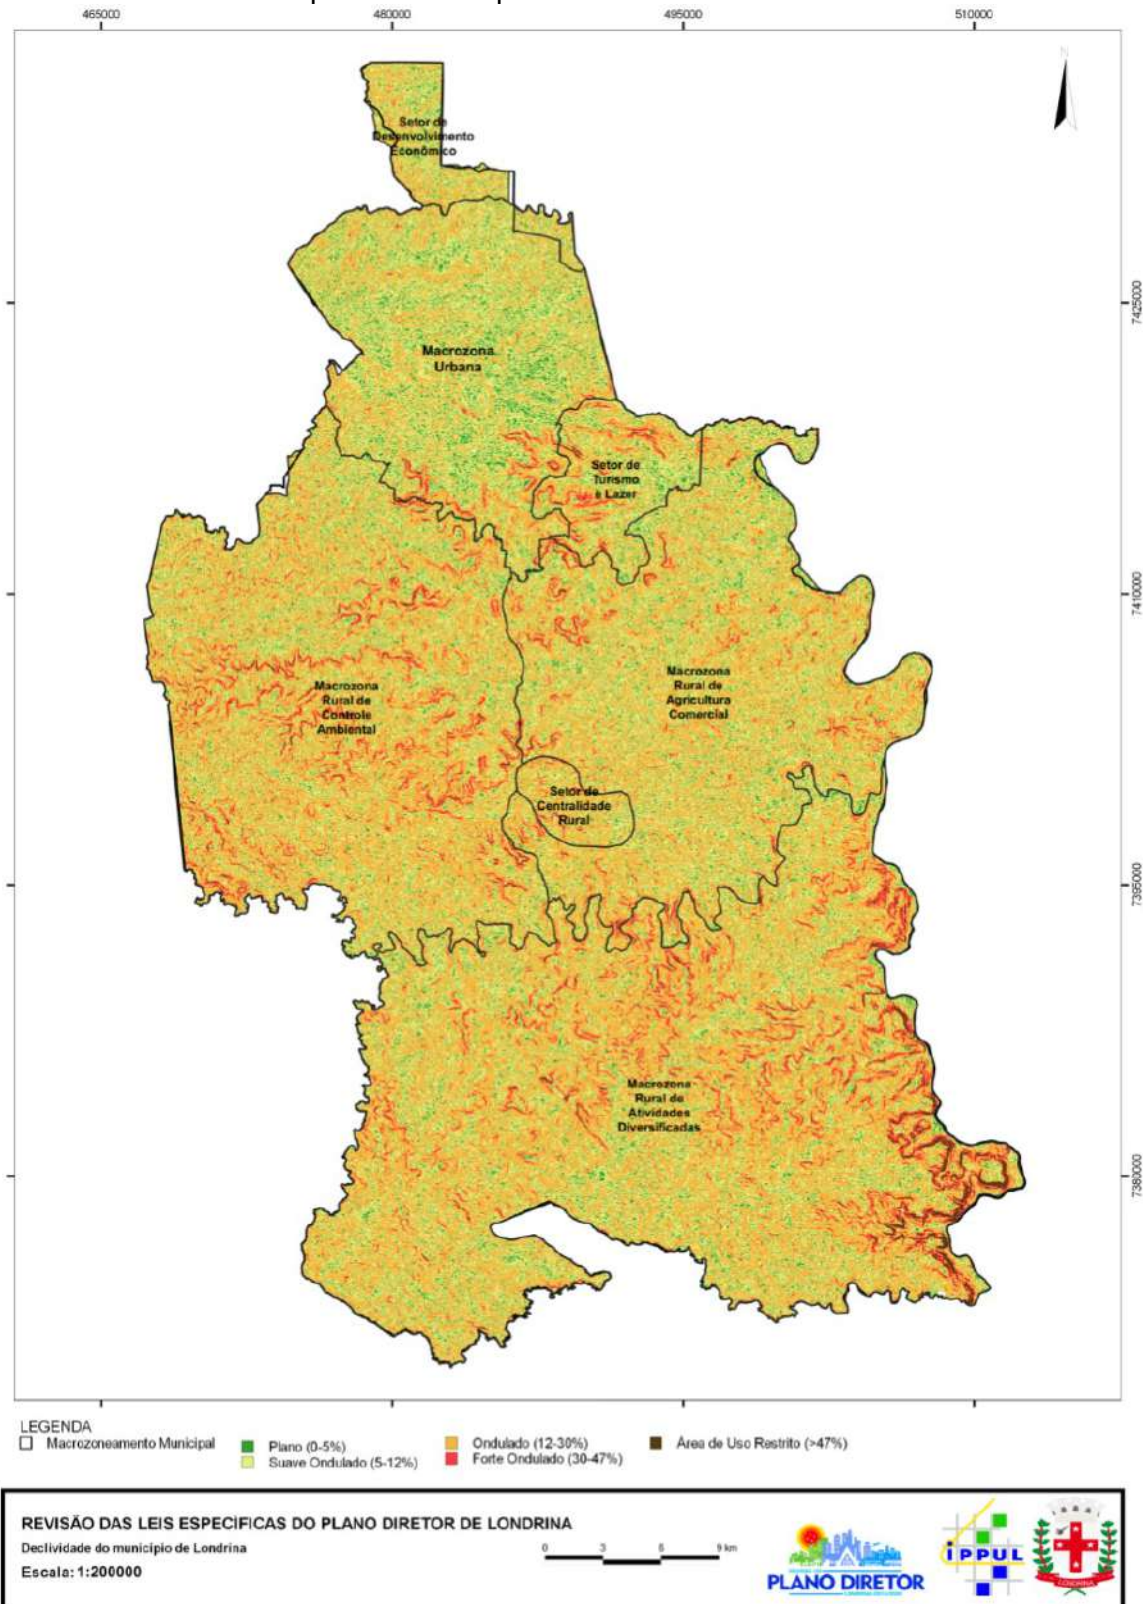 465000
480000
495000
510000
N
Setor de
Desenvolvimento
Econômico
7425000
Macrozona
Urbana
Setor de
Turismo
e Lazer
7410000
Macrozona
Rural de
Controle
Ambiental
Macrozona
Rural de
Agricultura
Comercial
Setor de
Centralidade
Rural
7395000
Macrozona
Rural de
Atividades
Diversificadas
7380000
LEGENDA
Macrozoneamento Municipal
Plano (0-5%)
Suave Ondulado (5-12%)
Ondulado (12-30%)
Forte Ondulado (30-47%)
Área de Uso Restrito (>47%)
REVISÃO DAS LEIS ESPECÍFICAS DO PLANO DIRETOR DE LONDRINA
Declividade do município de Londrina
Escala: 1:200000
0 3 6 9 km
PLANO DIRETOR
IPPUL
LONDRINA